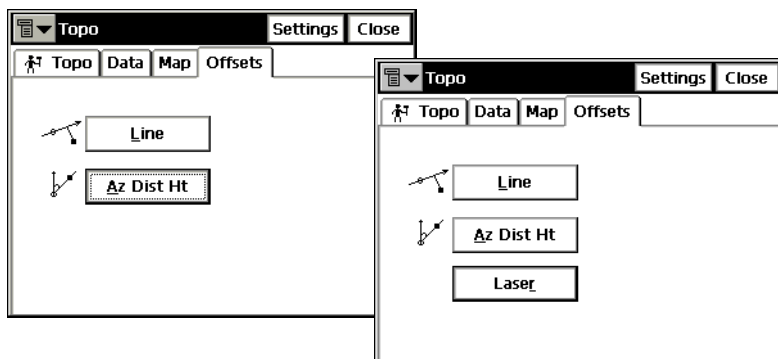 Topo Settings Close
Topo Data Map Offsets
Line
Az Dist Ht
Topo Settings Close
Topo Data Map Offsets
Line
Az Dist Ht
Laser